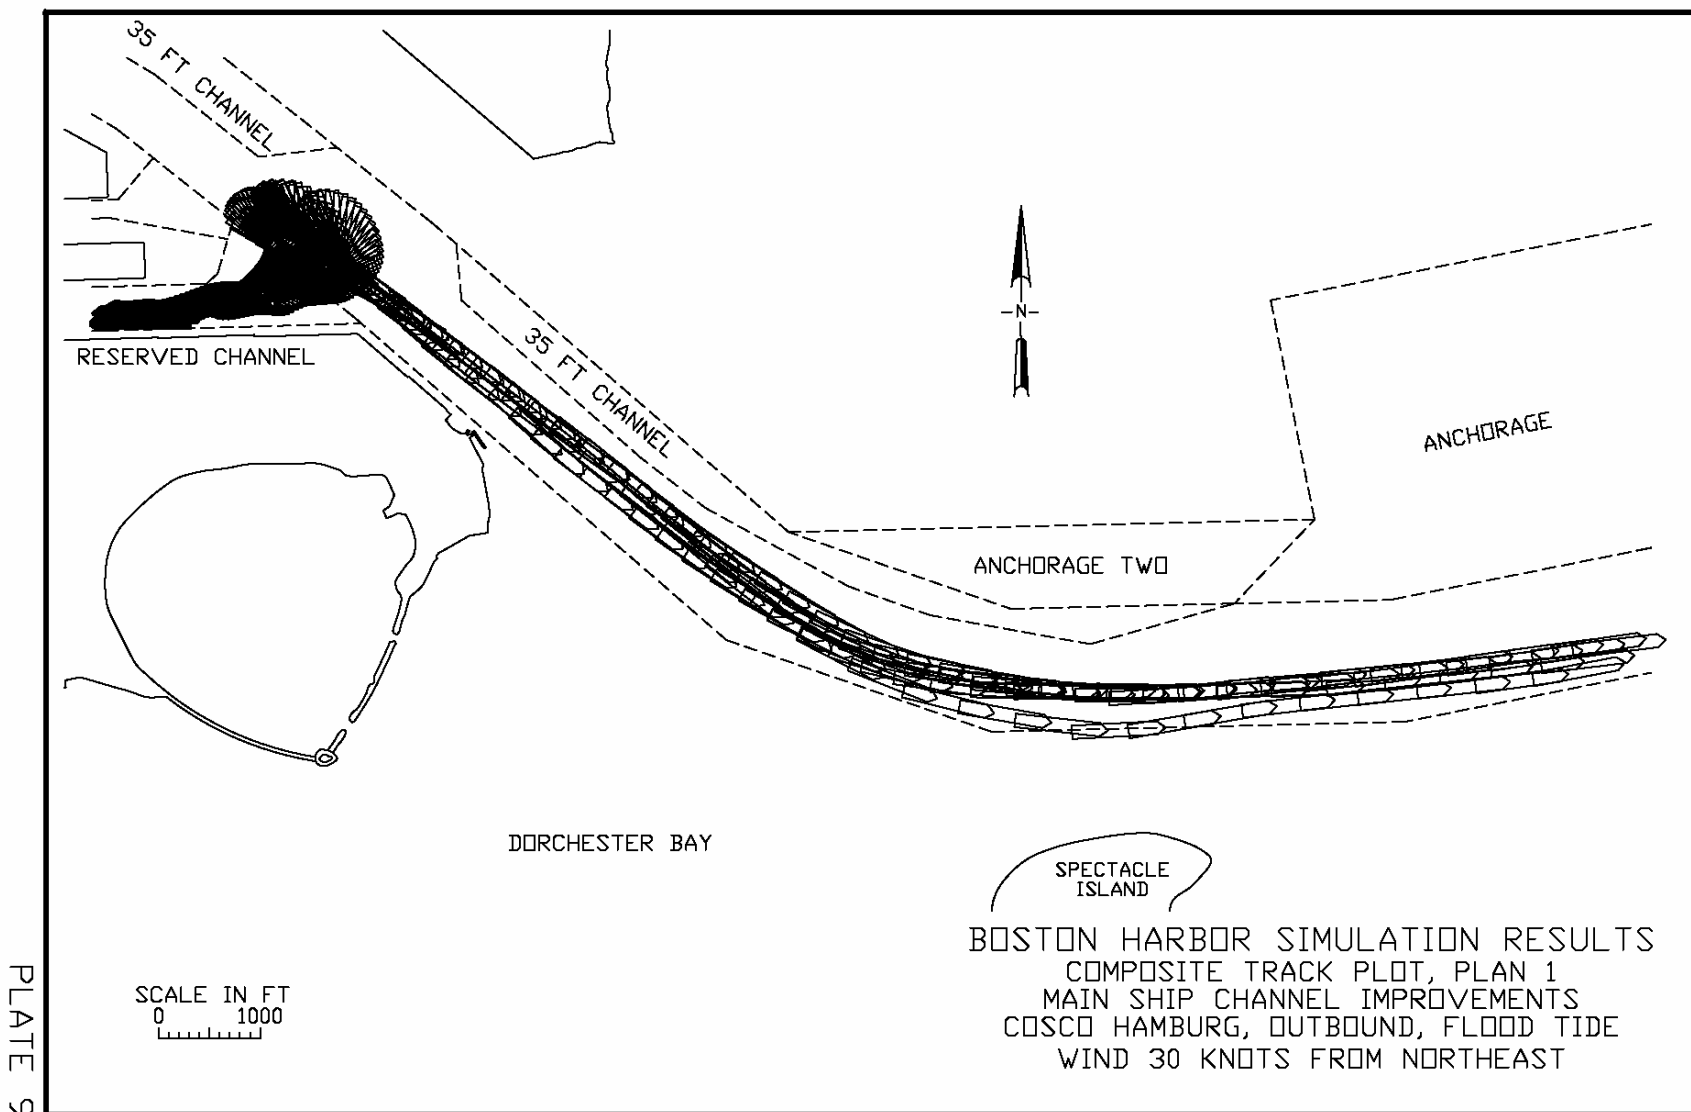 35 FT CHANNEL
RESERVED CHANNEL
35 FT CHANNEL
-N-
ANCHORAGE
ANCHORAGE TWO
DORCHESTER BAY
SPECTACLE
ISLAND
BOSTON HARBOR SIMULATION RESULTS
COMPOSITE TRACK PLOT, PLAN 1
MAIN SHIP CHANNEL IMPROVEMENTS
COSCO HAMBURG, OUTBOUND, FLOOD TIDE
WIND 30 KNOTS FROM NORTHEAST
SCALE IN FT
0 1000
PLATE